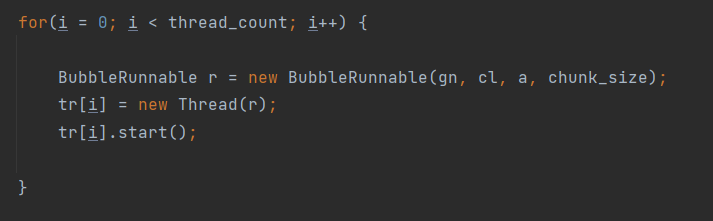 for(i = 0; i < thread_count; i++) {
BubbleRunnable r = new BubbleRunnable(gn, cl, a, chunk_size);
tr[i] = new Thread(r);
tr[i].start();
}